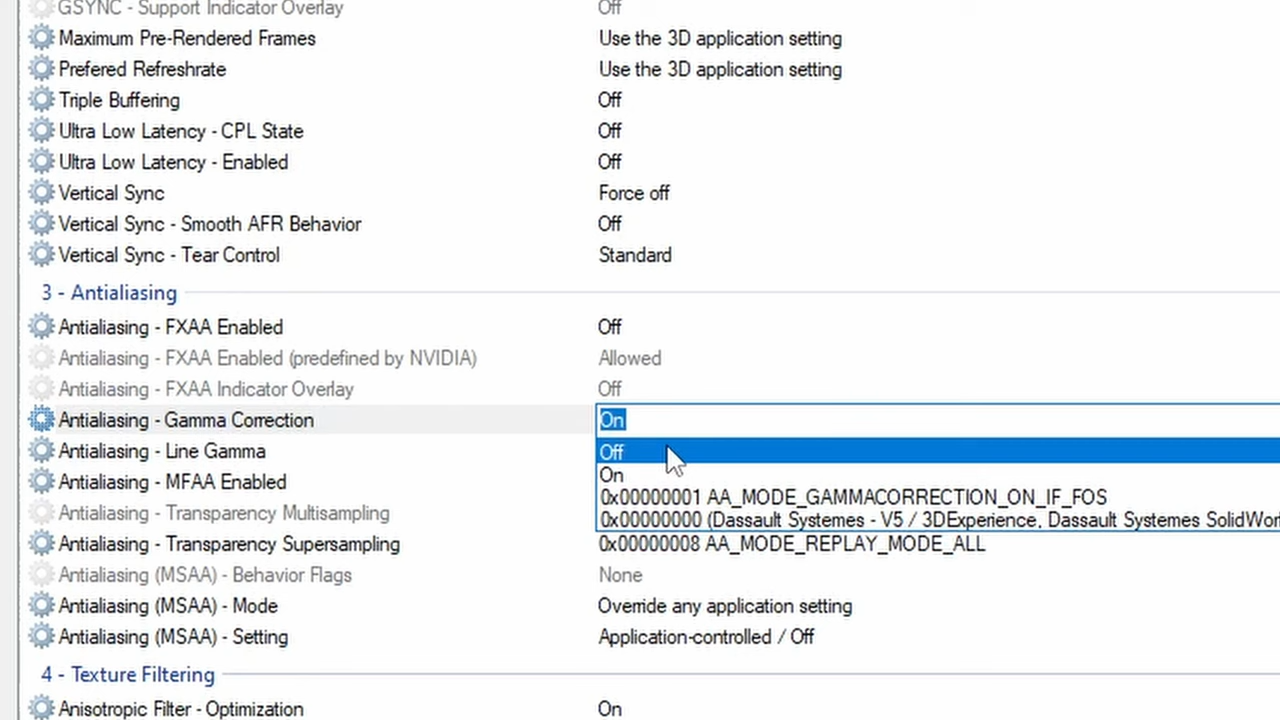 GSYNC - Support Indicator Overlay Off
Maximum Pre-Rendered Frames Use the 3D application setting
Prefered Refreshrate Use the 3D application setting
Triple Buffering Off
Ultra Low Latency - CPL State Off
Ultra Low Latency - Enabled Off
Vertical Sync Force off
Vertical Sync - Smooth AFR Behavior Off
Vertical Sync - Tear Control Standard
3 - Antialiasing
Antialiasing - FXAA Enabled Off
Antialiasing - FXAA Enabled (predefined by NVIDIA) Allowed
Antialiasing - FXAA Indicator Overlay Off
Antialiasing - Gamma Correction On
Antialiasing - Line Gamma Off
Antialiasing - MFAA Enabled On
0x00000001 AA_MODE_GAMMACORRECTION_ON_IF_FOS
Antialiasing - Transparency Multisampling 0x00000000 (Dassault Systemes - V5 / 3DExperience, Dassault Systemes SolidWor
Antialiasing - Transparency Supersampling 0x00000008 AA_MODE_REPLAY_MODE_ALL
Antialiasing (MSAA) - Behavior Flags None
Antialiasing (MSAA) - Mode Override any application setting
Antialiasing (MSAA) - Setting Application-controlled / Off
4 - Texture Filtering
Anisotropic Filter - Optimization On